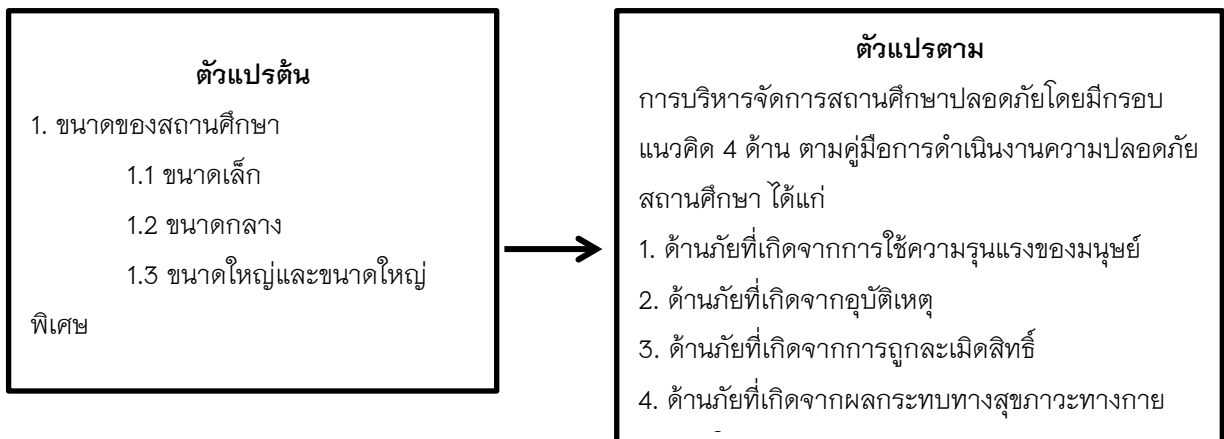 ตัวแปรต้น
1. ขนาดของสถานศึกษา
1.1 ขนาดเล็ก
1.2 ขนาดกลาง
1.3 ขนาดใหญ่และขนาดใหญ่
พิเศษ
ตัวแปรตาม
การบริหารจัดการสถานศึกษาปลอดภัยโดยมีกรอบ
แนวคิด 4 ด้าน ตามคู่มือการดำเนินงานความปลอดภัย
สถานศึกษา ได้แก่
1. ด้านภัยที่เกิดจากการใช้ความรุนแรงของมนุษย์
2. ด้านภัยที่เกิดจากอุบัติเหตุ
3. ด้านภัยที่เกิดจากการถูกละเมิดสิทธิ์
4. ด้านภัยที่เกิดจากผลกระทบทางสุขภาวะทางกาย